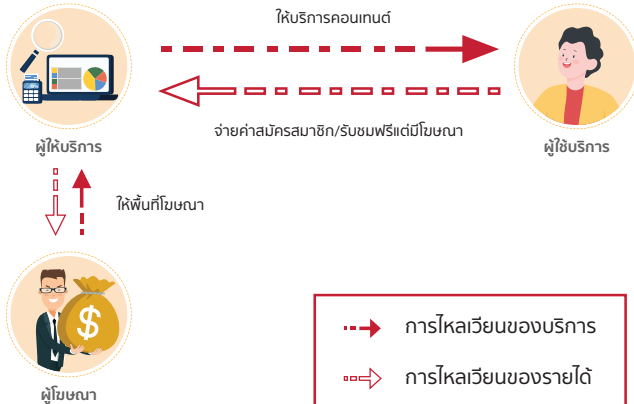 ให้บริการคอนเทนต์
จ่ายค่าสมัครสมาชิก/รับชมฟรีแต่มีโฆษณา
ผู้ให้บริการ
ผู้ใช้บริการ
ให้พื้นที่โฆษณา
$
ผู้โฆษณา
การไหลเวียนของบริการ
การไหลเวียนของรายได้